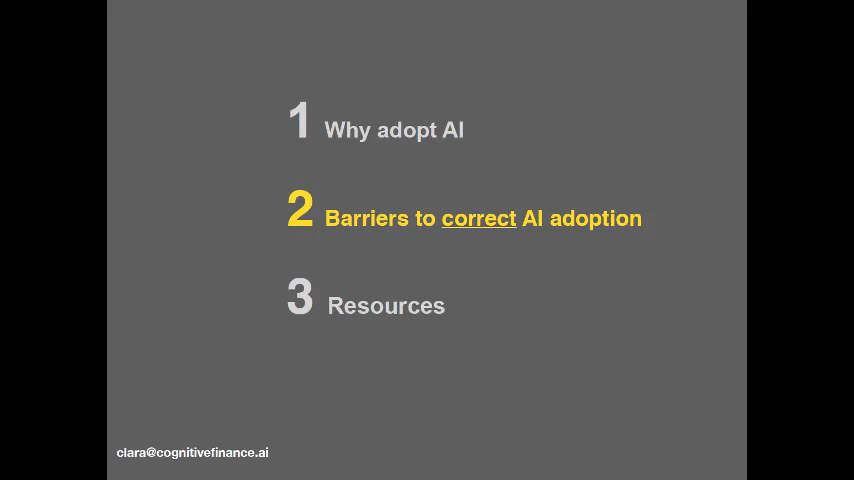 1 Why adopt AI
2 Barriers to correct AI adoption
3 Resources
clara@cognitivefinance.ai